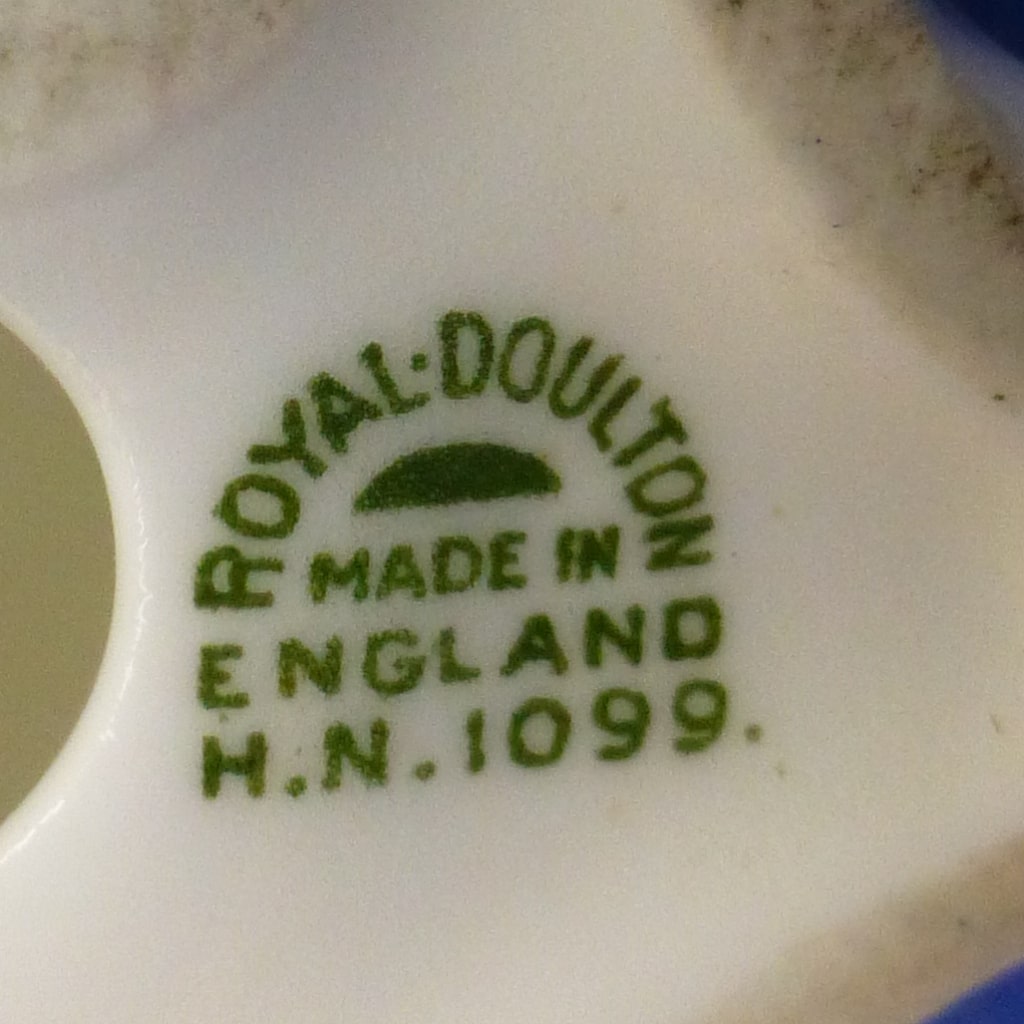 ROYAL·DOULTON
MADE IN
ENGLAND
H.N.1099.